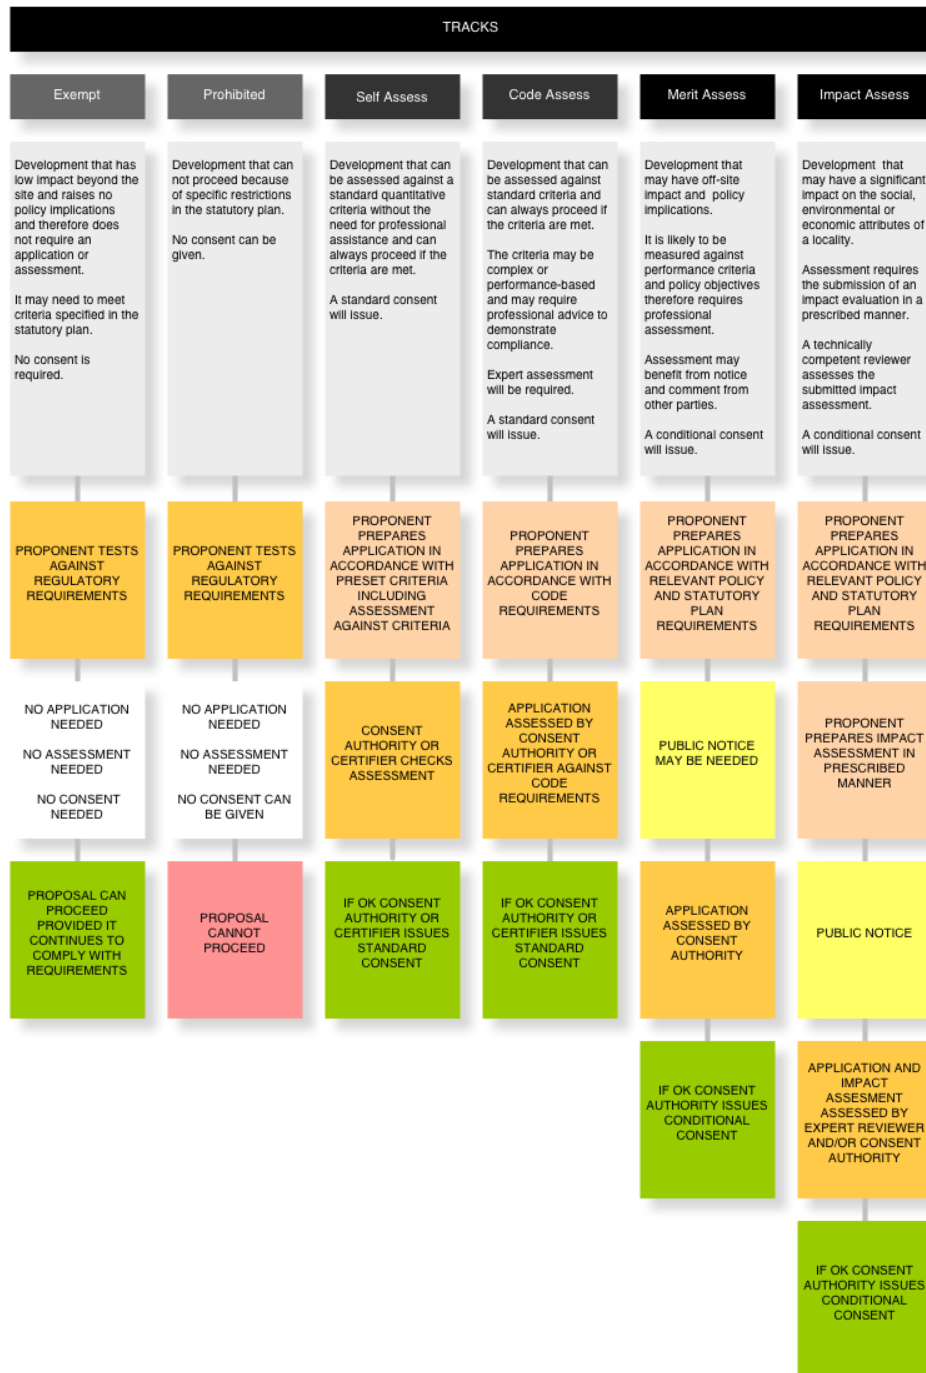 TRACKS
Exempt
Development that has
low impact beyond the
site and raises no
policy implications
and therefore does
not require an
application or
assessment.
It may need to meet
criteria specified in the
statutory plan.
No consent is
required.
PROPONENT TESTS
AGAINST
REGULATORY
REQUIREMENTS
NO APPLICATION
NEEDED
NO ASSESSMENT
NEEDED
NO CONSENT
NEEDED
PROPOSAL CAN
PROCEED
PROVIDED IT
CONTINUES TO
COMPLY WITH
REQUIREMENTS
Prohibited
Development that can
not proceed because
of specific restrictions
in the statutory plan.
No consent can be
given.
PROPONENT TESTS
AGAINST
REGULATORY
REQUIREMENTS
NO APPLICATION
NEEDED
NO ASSESSMENT
NEEDED
NO CONSENT CAN
BE GIVEN
PROPOSAL
CANNOT
PROCEED
Self Assess
Development that can
be assessed against a
standard quantitative
criteria without the
need for professional
assistance and can
always proceed if the
criteria are met.
A standard consent
will issue.
PROPONENT
PREPARES
APPLICATION IN
ACCORDANCE WITH
PRESET CRITERIA
INCLUDING
ASSESSMENT
AGAINST CRITERIA
CONSENT
AUTHORITY OR
CERTIFIER CHECKS
ASSESSMENT
IF OK CONSENT
AUTHORITY OR
CERTIFIER ISSUES
STANDARD
CONSENT
Code Assess
Development that can
be assessed against
standard criteria and
can always proceed if
the criteria are met.
The criteria may be
complex or
performance-based
and may require
professional advice to
demonstrate
compliance.
Expert assessment
will be required.
A standard consent
will issue.
PROPONENT
PREPARES
APPLICATION IN
ACCORDANCE WITH
CODE
REQUIREMENTS
APPLICATION
ASSESSED BY
CONSENT
AUTHORITY OR
CERTIFIER AGAINST
CODE
REQUIREMENTS
IF OK CONSENT
AUTHORITY OR
CERTIFIER ISSUES
STANDARD
CONSENT
Merit Assess
Development that
may have off-site
impact and policy
implications.
It is likely to be
measured against
performance criteria
and policy objectives
therefore requires
professional
assessment.
Assessment may
benefit from notice
and comment from
other parties.
A conditional consent
will issue.
PROPONENT
PREPARES
APPLICATION IN
ACCORDANCE WITH
RELEVANT POLICY
AND STATUTORY
PLAN
REQUIREMENTS
PUBLIC NOTICE
MAY BE NEEDED
APPLICATION
ASSESSED BY
CONSENT
AUTHORITY
IF OK CONSENT
AUTHORITY ISSUES
CONDITIONAL
CONSENT
Impact Assess
Development that
may have a significant
impact on the social,
environmental or
economic attributes of
a locality.
Assessment requires
the submission of an
impact evaluation in a
prescribed manner.
A technically
competent reviewer
assesses the
submitted impact
assessment.
A conditional consent
will issue.
PROPONENT
PREPARES
APPLICATION IN
ACCORDANCE WITH
RELEVANT POLICY
AND STATUTORY
PLAN
REQUIREMENTS
PROPONENT
PREPARES IMPACT
ASSESSMENT IN
PRESCRIBED
MANNER
PUBLIC NOTICE
APPLICATION AND
IMPACT
ASSESMENT
ASSESSED BY
EXPERT REVIEWER
AND/OR CONSENT
AUTHORITY
IF OK CONSENT
AUTHORITY ISSUES
CONDITIONAL
CONSENT